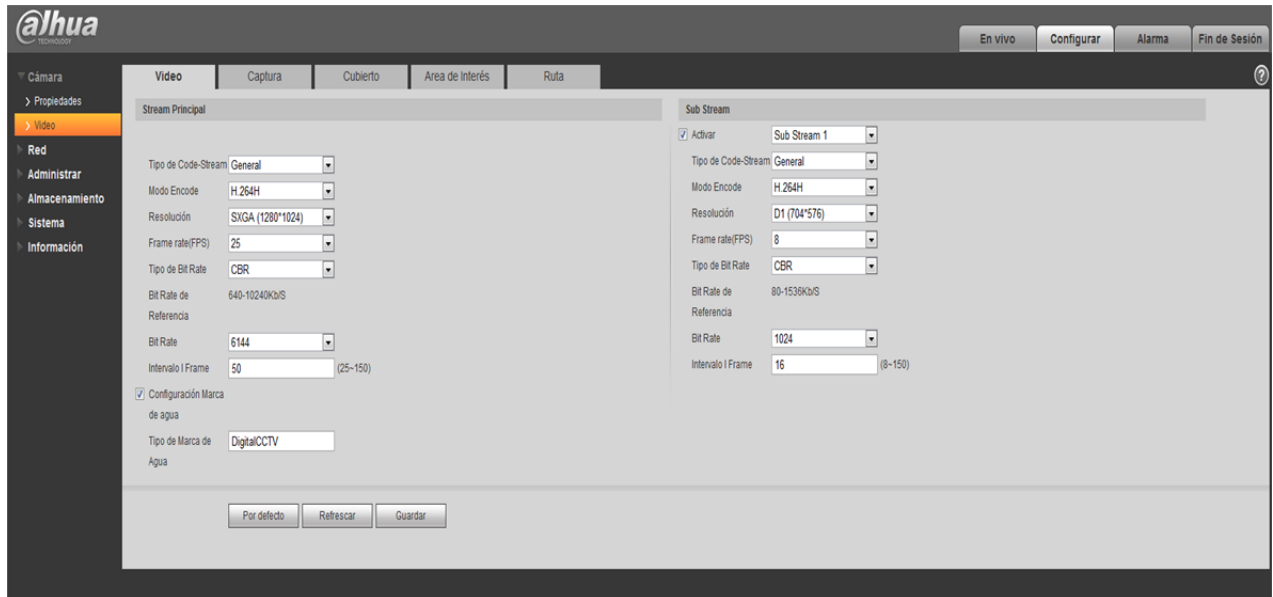 alhua
TECHNOLOGY
En vivo
Configurar
Alarma
Fin de Sesión
Cámara
Propiedades
Video
Red
Administrar
Almacenamiento
Sistema
Información
Video
Captura
Cubierto
Area de Interés
Ruta
?
Stream Principal
Tipo de Code-Stream General
Modo Encode H.264H
Resolución SXGA (1280*1024)
Frame rate(FPS) 25
Tipo de Bit Rate CBR
Bit Rate de 640-10240Kb/S
Referencia
Bit Rate 6144
Intervalo I Frame 50 (25~150)
Configuración Marca
de agua
Tipo de Marca de DigitalCCTV
Agua
Sub Stream
Activar Sub Stream 1
Tipo de Code-Stream General
Modo Encode H.264H
Resolución D1 (704*576)
Frame rate(FPS) 8
Tipo de Bit Rate CBR
Bit Rate de 80-1536Kb/S
Referencia
Bit Rate 1024
Intervalo I Frame 16 (8~150)
Por defecto
Refrescar
Guardar